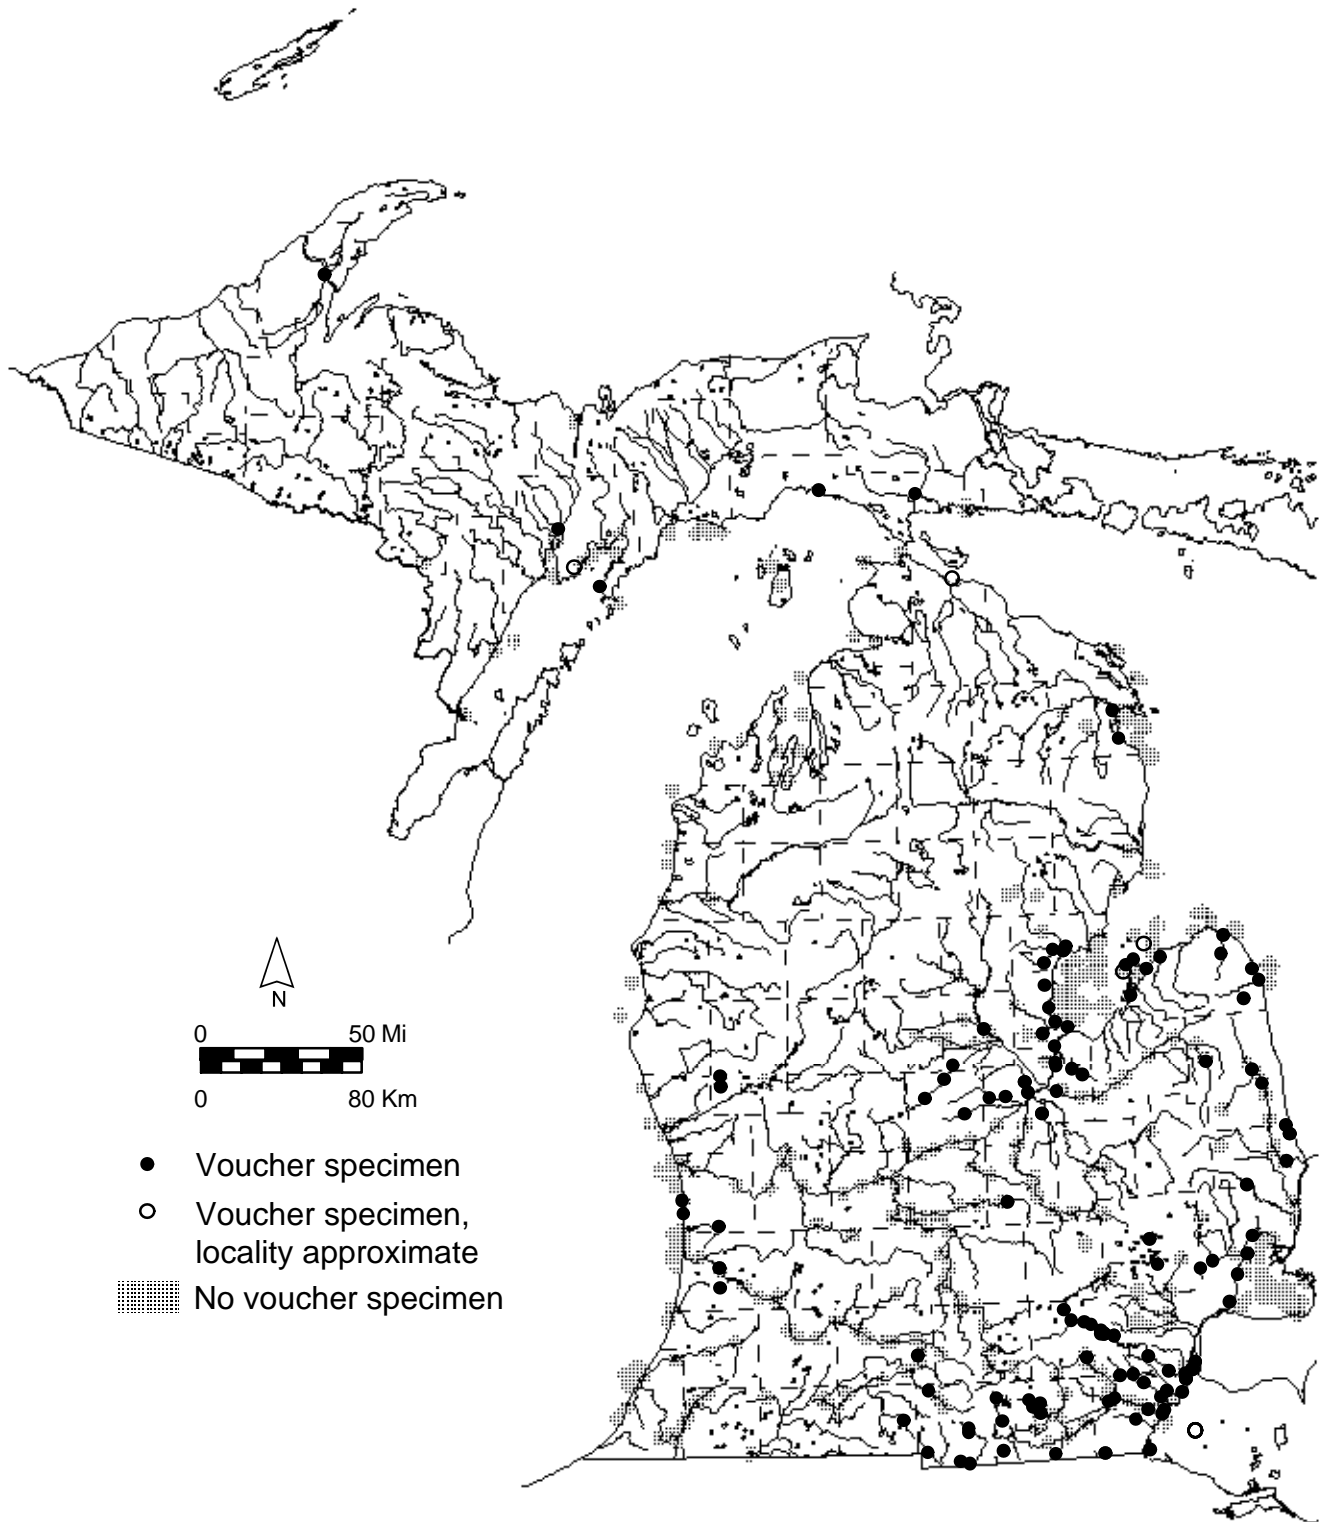 N
0 50 Mi
0 80 Km
Voucher specimen
Voucher specimen,
locality approximate
No voucher specimen